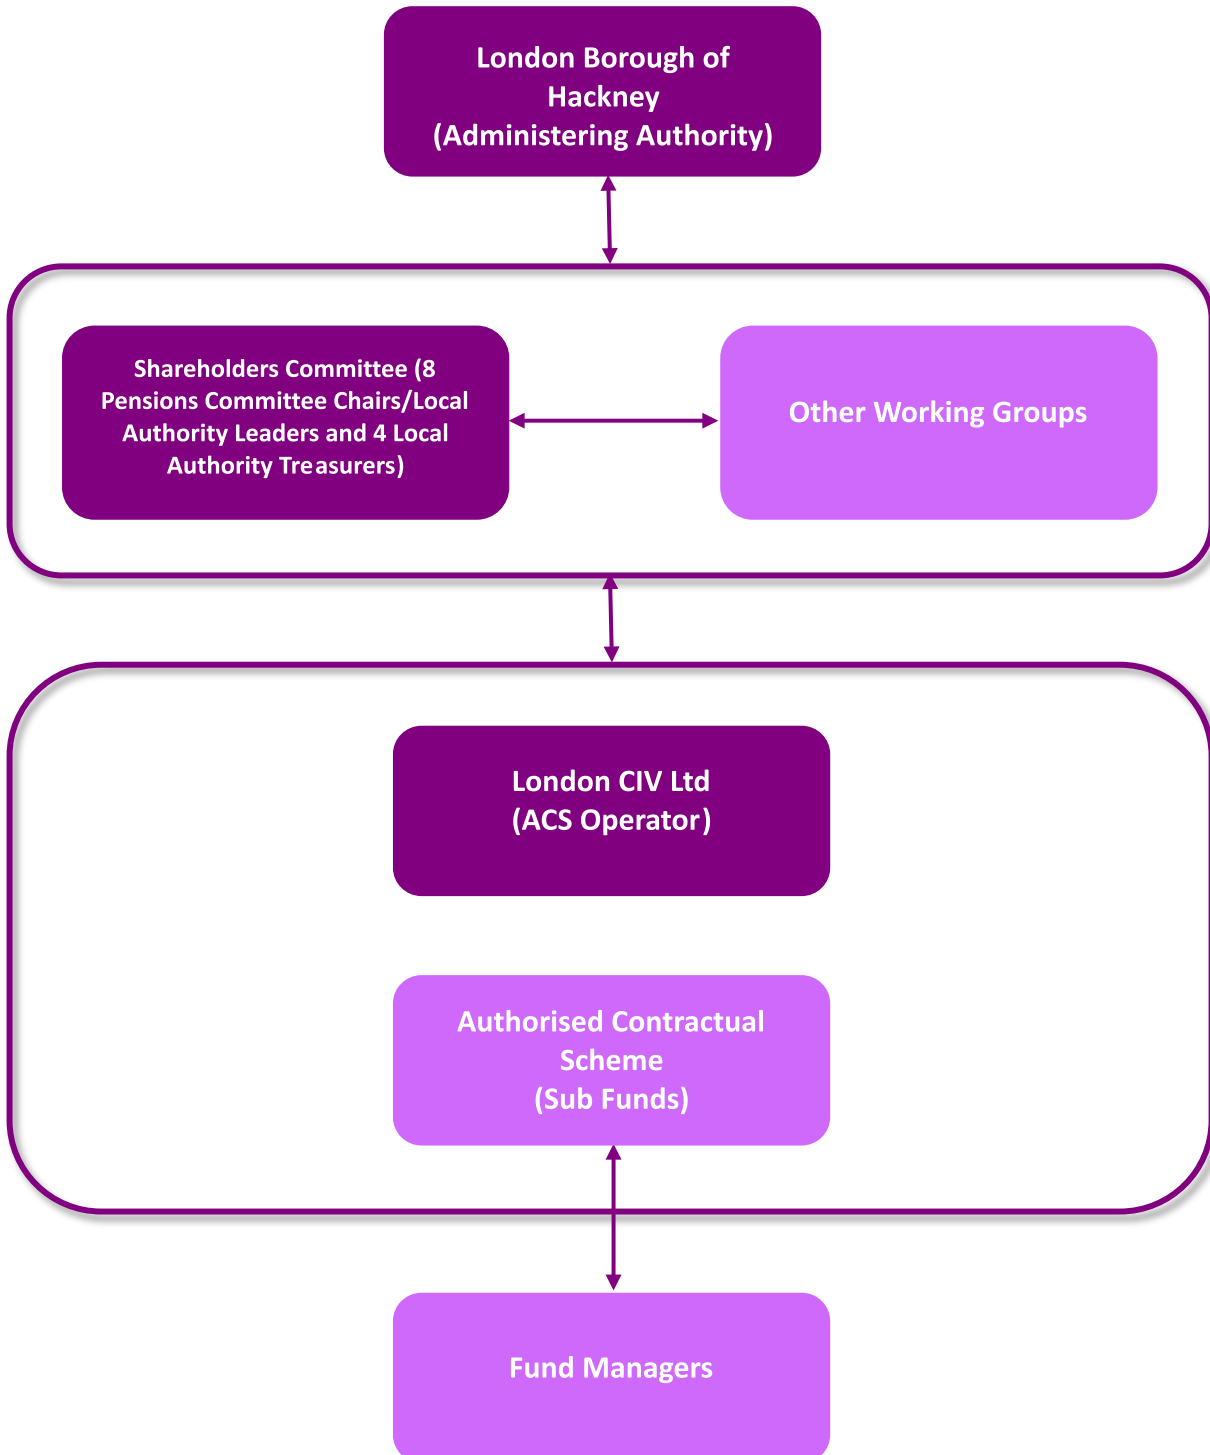 London Borough of
Hackney
(Administering Authority)
Shareholders Committee (8
Pensions Committee Chairs/Local
Authority Leaders and 4 Local
Authority Treasurers)
Other Working Groups
London CIV Ltd
(ACS Operator)
Authorised Contractual
Scheme
(Sub Funds)
Fund Managers